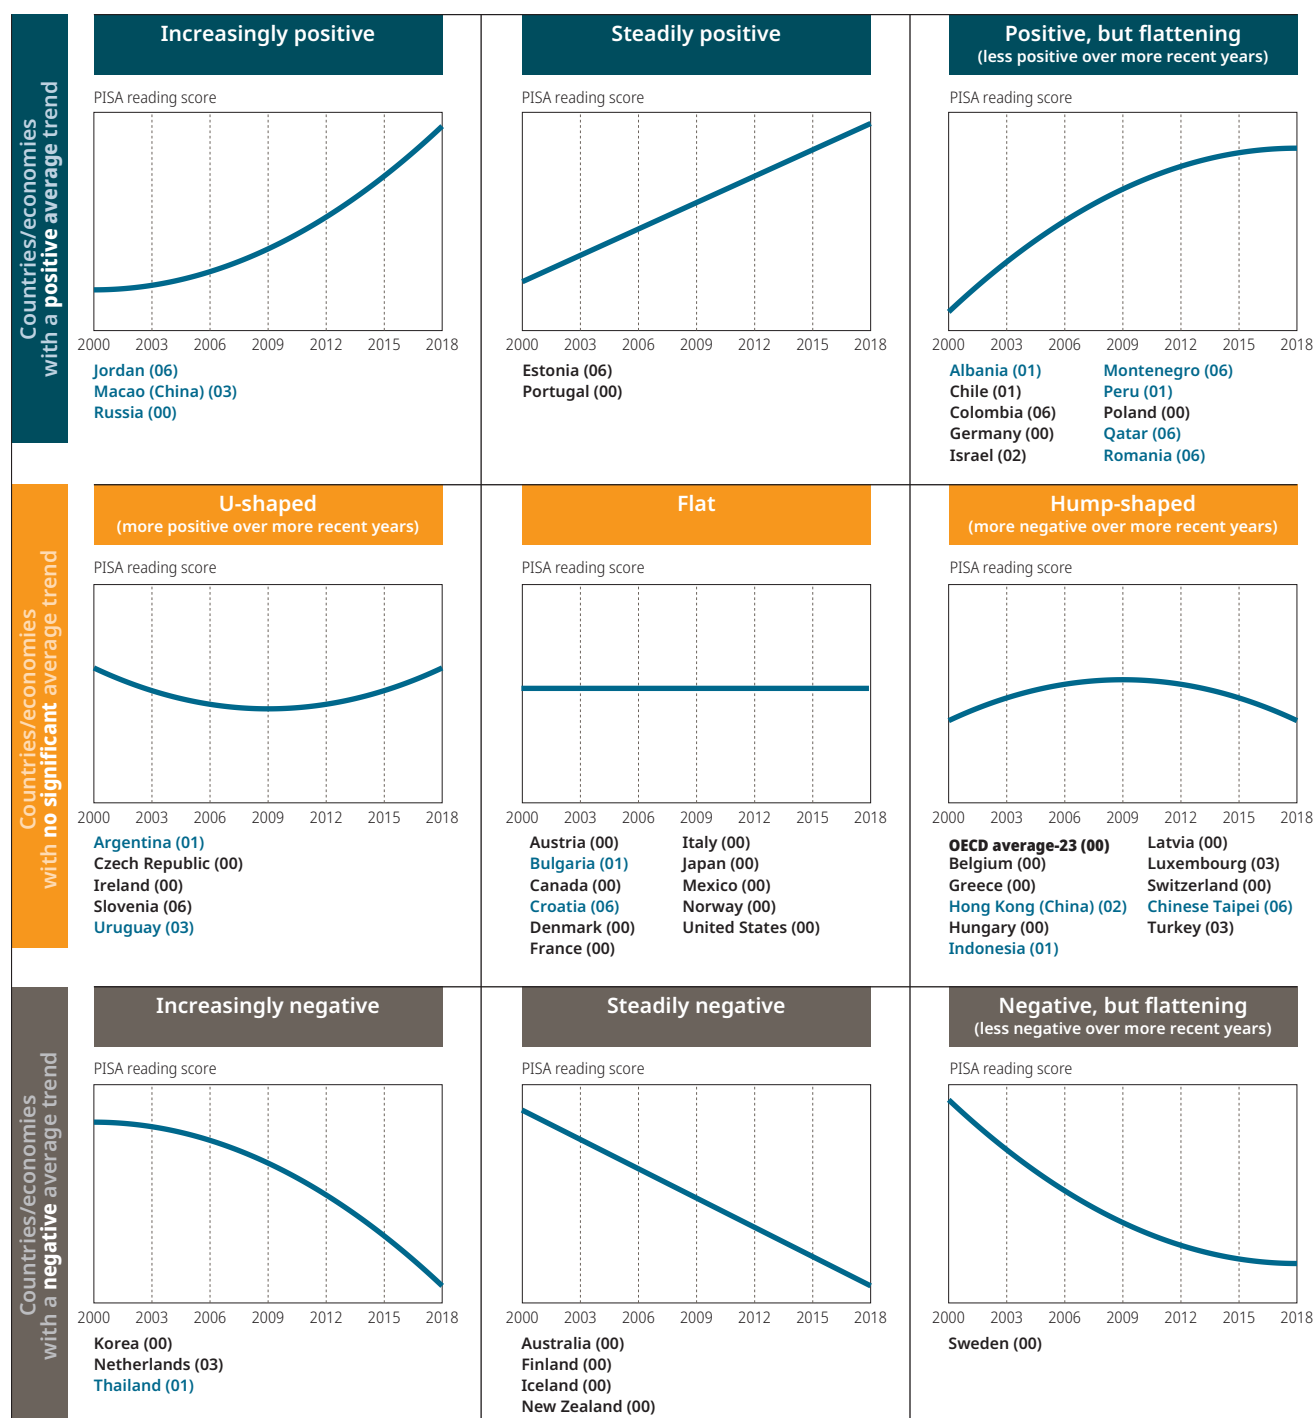 Countries/economies
with a positive average trend
Increasingly positive
PISA reading score
2000 2003 2006 2009 2012 2015 2018
Jordan (06)
Macao (China) (03)
Russia (00)
Steadily positive
PISA reading score
2000 2003 2006 2009 2012 2015 2018
Estonia (06)
Portugal (00)
Positive, but flattening
(less positive over more recent years)
PISA reading score
2000 2003 2006 2009 2012 2015 2018
Albania (01)
Chile (01)
Colombia (06)
Germany (00)
Israel (02)
Montenegro (06)
Peru (01)
Poland (00)
Qatar (06)
Romania (06)
Countries/economies
with no significant average trend
U-shaped
(more positive over more recent years)
PISA reading score
2000 2003 2006 2009 2012 2015 2018
Argentina (01)
Czech Republic (00)
Ireland (00)
Slovenia (06)
Uruguay (03)
Flat
PISA reading score
2000 2003 2006 2009 2012 2015 2018
Austria (00)
Bulgaria (01)
Canada (00)
Croatia (06)
Denmark (00)
France (00)
Italy (00)
Japan (00)
Mexico (00)
Norway (00)
United States (00)
Hump-shaped
(more negative over more recent years)
PISA reading score
2000 2003 2006 2009 2012 2015 2018
OECD average-23 (00)
Belgium (00)
Greece (00)
Hong Kong (China) (02)
Hungary (00)
Indonesia (01)
Latvia (00)
Luxembourg (03)
Switzerland (00)
Chinese Taipei (06)
Turkey (03)
Countries/economies
with a negative average trend
Increasingly negative
PISA reading score
2000 2003 2006 2009 2012 2015 2018
Korea (00)
Netherlands (03)
Thailand (01)
Steadily negative
PISA reading score
2000 2003 2006 2009 2012 2015 2018
Australia (00)
Finland (00)
Iceland (00)
New Zealand (00)
Negative, but flattening
(less negative over more recent years)
PISA reading score
2000 2003 2006 2009 2012 2015 2018
Sweden (00)